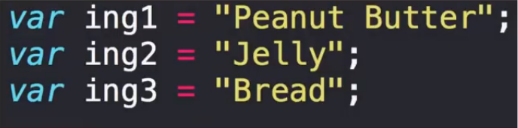 var ing1 = "Peanut Butter";
var ing2 = "Jelly";
var ing3 = "Bread";